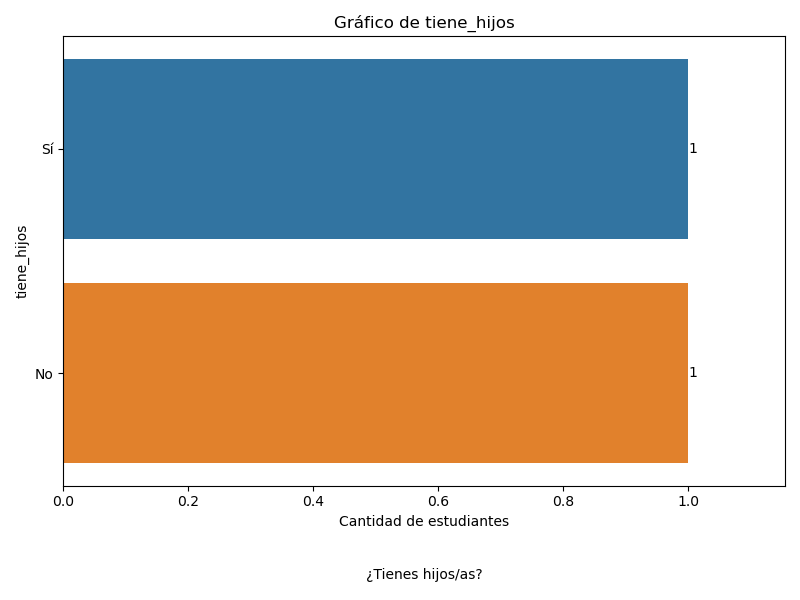 Gráfico de tiene_hijos
Sí
1
tiene_hijos
No
1
0.0 0.2 0.4 0.6 0.8 1.0
Cantidad de estudiantes
¿Tienes hijos/as?